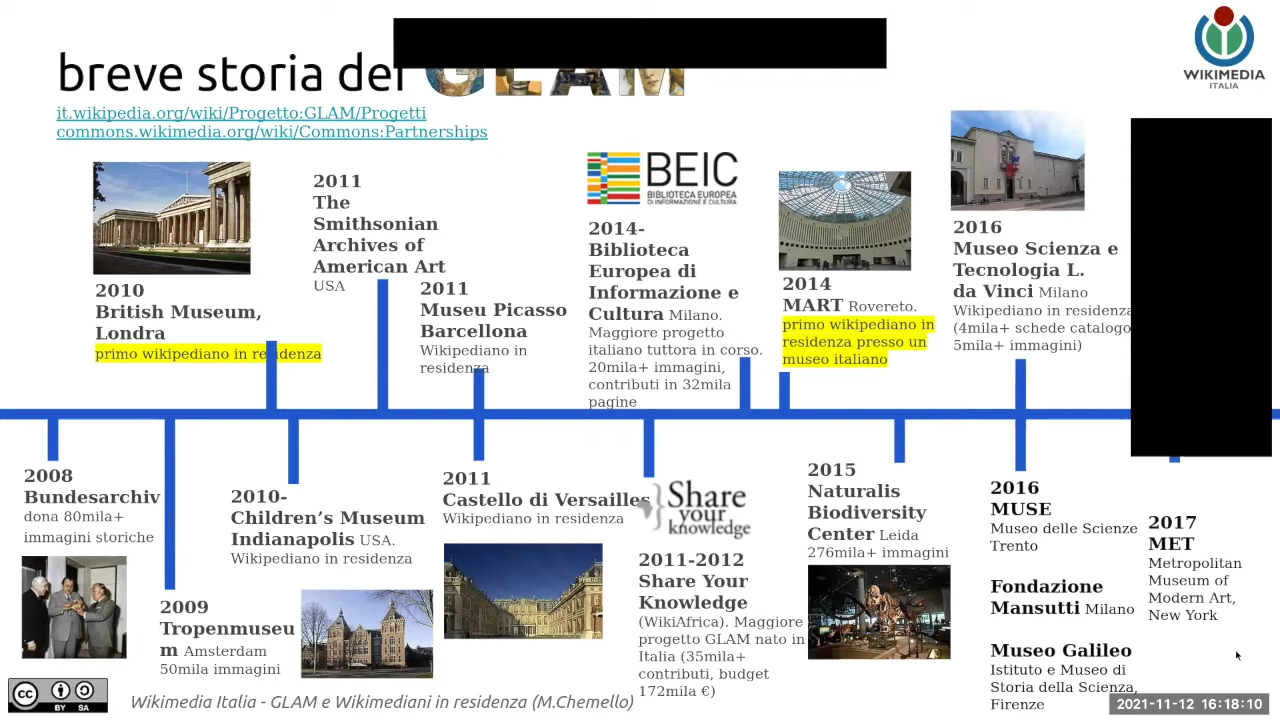 breve storia dei GLAM
it.wikipedia.org/wiki/Progetto:GLAM/Progetti
commons.wikimedia.org/wiki/Commons:Partnerships
WIKIMEDIA
ITALIA
2010
British Museum,
Londra
primo wikipediano in residenza
2011
The
Smithsonian
Archives of
American Art
USA
2011
Museu Picasso
Barcellona
Wikipediano in
residenza
BEIC
BIBLIOTECA EUROPEA
DI INFORMAZIONE E CULTURA
2014-
Biblioteca
Europea di
Informazione e
Cultura Milano.
Maggiore progetto
italiano tuttora in corso.
20mila+ immagini,
contributi in 32mila
pagine
2014
MART Rovereto.
primo wikipediano in
residenza presso un
museo italiano
2016
Museo Scienza e
Tecnologia L.
da Vinci Milano
Wikipediano in residenza
(4mila+ schede catalogo
5mila+ immagini)
2008
Bundesarchiv
dona 80mila+
immagini storiche
2009
Tropenmuseu
m Amsterdam
50mila immagini
2010-
Children's Museum
Indianapolis USA.
Wikipediano in residenza
2011
Castello di Versailles
Wikipediano in residenza
Share
your
knowledge
2011-2012
Share Your
Knowledge
(WikiAfrica). Maggiore
progetto GLAM nato in
Italia (35mila+
contributi, budget
172mila €)
2015
Naturalis
Biodiversity
Center Leida
276mila+ immagini
2016
MUSE
Museo delle Scienze
Trento
Fondazione
Mansutti Milano
Museo Galileo
Istituto e Museo di
Storia della Scienza,
Firenze
2017
MET
Metropolitan
Museum of
Modern Art,
New York
cc BY SA
Wikimedia Italia - GLAM e Wikimediani in residenza (M.Chemello)
2021-11-12 16:18:10